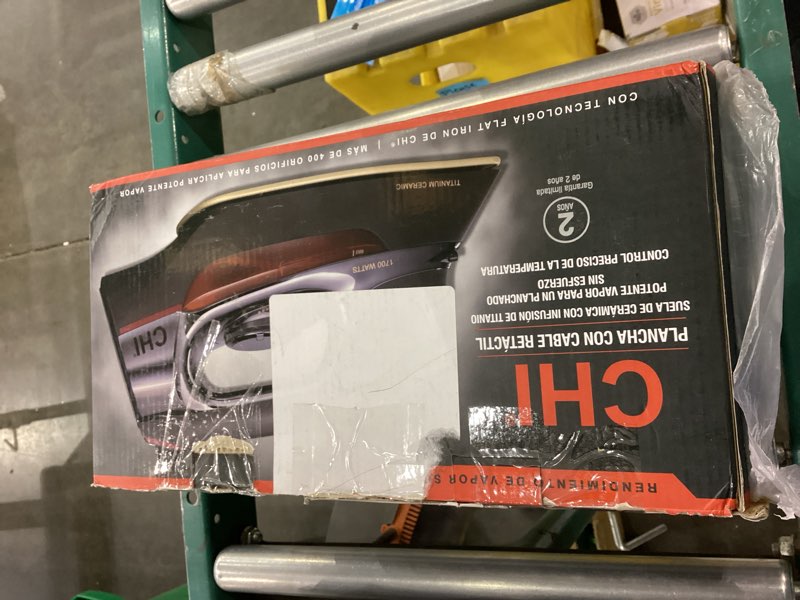 RENDIMIENTO DE VAPOR
CHI
PLANCHA CON CABLE RETÁCTIL
SUELA DE CERÁMICA CON INFUSIÓN DE TITANIO
POTENTE VAPOR PARA UN PLANCHADO
SIN ESFUERZO
CONTROL PRECISO DE LA TEMPERATURA
2
AÑOS
Garantía limitada
de 2 años
CHI
1700 WATTS
TITANIUM CERAMIC
CON TECNOLOGÍA FLAT IRON DE CHI® | MÁS DE 400 ORIFICIOS PARA APLICAR POTENTE VAPOR